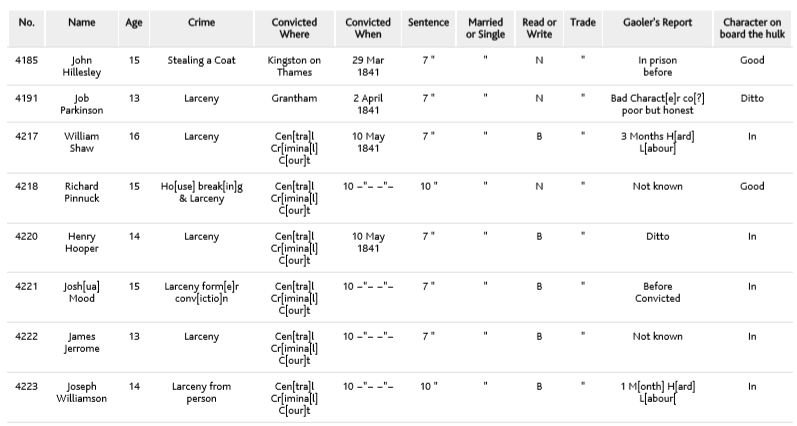 No. Name Age Crime Convicted Where Convicted When Sentence Married or Single Read or Write Trade Gaoler's Report Character on board the hulk
4185 John Hillesley 15 Stealing a Coat Kingston on Thames 29 Mar 1841 7 " " N " In prison before Good
4191 Job Parkinson 13 Larceny Grantham 2 April 1841 7 " " N " Bad Charact[e]r co[?] poor but honest Ditto
4217 William Shaw 16 Larceny Cen[tra]l Cr[imina[l] C[our]t 10 May 1841 7 " " B " 3 Months H[ard] L[abour[ In
4218 Richard Pinnuck 15 Ho[use] break[in]g & Larceny Cen[tra]l Cr[imina[l] C[our]t 10 –"– –"– 10 " " N " Not known Good
4220 Henry Hooper 14 Larceny Cen[tra]l Cr[imina[l] C[our]t 10 May 1841 7 " " B " Ditto In
4221 Josh[ua] Mood 15 Larceny form[e]r conv[ictio]n Cen[tra]l Cr[imina[l] C[our]t 10 –"– –"– 7 " " B " Before Convicted In
4222 James Jerrome 13 Larceny Cen[tra]l Cr[imina[l] C[our]t 10 –"– –"– 7 " " B " Not known In
4223 Joseph Williamson 14 Larceny from person Cen[tra]l Cr[imina[l] C[our]t 10 –"– –"– 10 " " B " 1 M[onth] H[ard] L[abour[ In